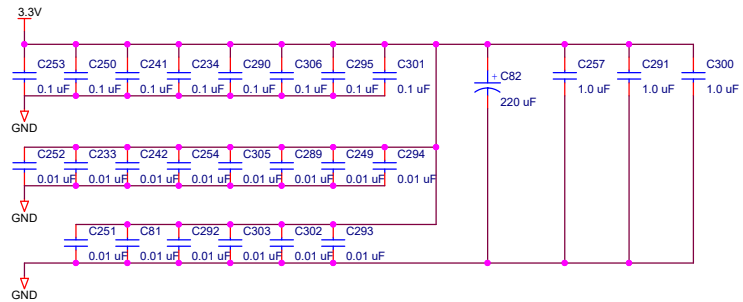 3.3V
C253 C250 C241 C234 C290 C306 C295 C301 C82 C257 C291 C300
0.1 uF 0.1 uF 0.1 uF 0.1 uF 0.1 uF 0.1 uF 0.1 uF 0.1 uF + 220 uF 1.0 uF 1.0 uF 1.0 uF
GND
C252 C233 C242 C254 C305 C289 C249 C294
0.01 uF 0.01 uF 0.01 uF 0.01 uF 0.01 uF 0.01 uF 0.01 uF 0.01 uF
GND
C251 C81 C292 C303 C302 C293
0.01 uF 0.01 uF 0.01 uF 0.01 uF 0.01 uF 0.01 uF
GND